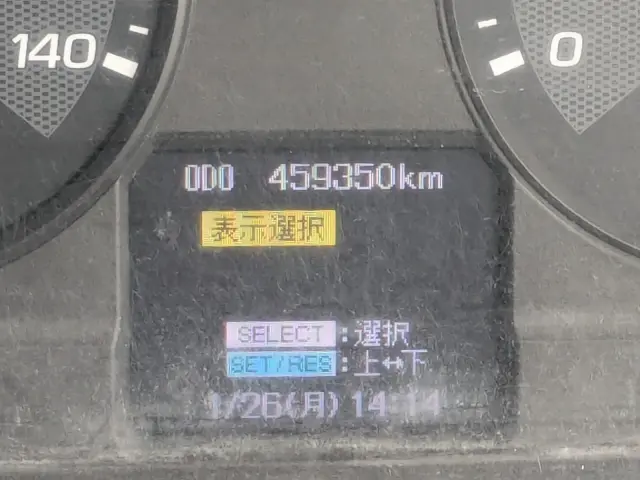 140
0
ODO 459350km
表示選択
SELECT:選択
SET/RES:上↔下
1/26(月) 14:14